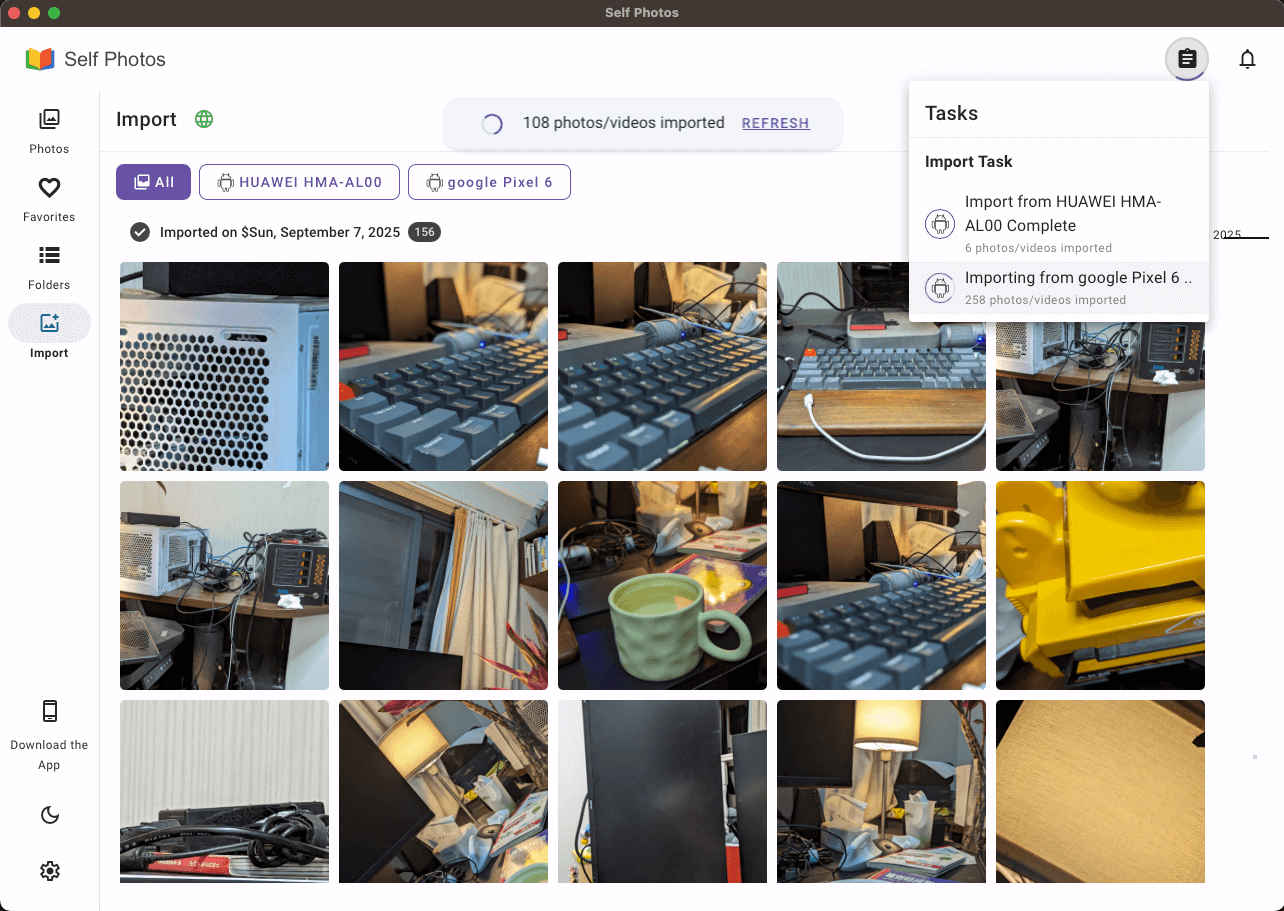 Self Photos
Self Photos
Photos
Favorites
Folders
Import
Download the
App
Import
108 photos/videos imported REFRESH
All
HUAWEI HMA-AL00
google Pixel 6
Imported on $Sun, September 7, 2025 156
Tasks
Import Task
Import from HUAWEI HMA-
AL00 Complete
6 photos/videos imported
Importing from google Pixel 6 ..
258 photos/videos imported
2025